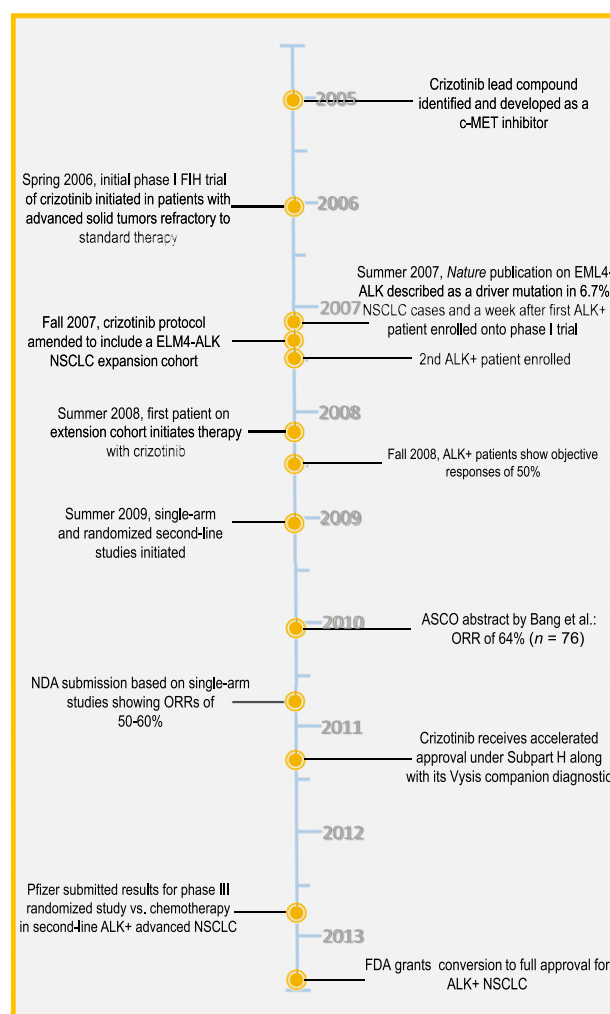 2005
Crizotinib lead compound
identified and developed as a
c-MET inhibitor
Spring 2006, initial phase I FIH trial
of crizotinib initiated in patients with
advanced solid tumors refractory to
standard therapy
2006
Summer 2007, Nature publication on EML4-
ALK described as a driver mutation in 6.7%
NSCLC cases and a week after first ALK+
patient enrolled onto phase I trial
2007
Fall 2007, crizotinib protocol
amended to include a ELM4-ALK
NSCLC expansion cohort
2nd ALK+ patient enrolled
2008
Summer 2008, first patient on
extension cohort initiates therapy
with crizotinib
Fall 2008, ALK+ patients show objective
responses of 50%
Summer 2009, single-arm
and randomized second-line
studies initiated
2009
2010
ASCO abstract by Bang et al.:
ORR of 64% (n = 76)
NDA submission based on single-arm
studies showing ORRs of
50-60%
2011
Crizotinib receives accelerated
approval under Subpart H along
with its Vysis companion diagnostic
2012
Pfizer submitted results for phase III
randomized study vs. chemotherapy
in second-line ALK+ advanced NSCLC
2013
FDA grants conversion to full approval for
ALK+ NSCLC